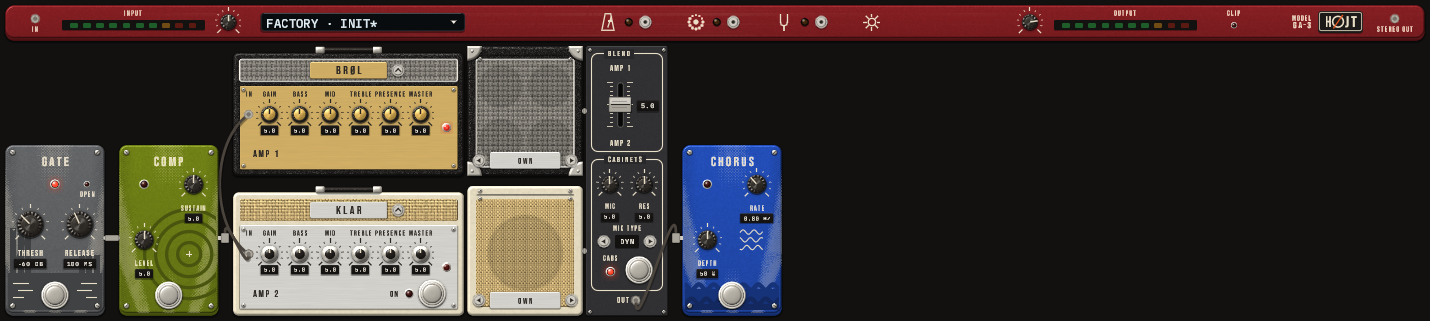 IN
INPUT
FACTORY · INIT*
OUTPUT
CLIP
MODEL
GA-3
HØJT
STEREO OUT
GATE
OPEN
THRESH
RELEASE
-60 DB
100 MS
COMP
SUSTAIN
5.0
LEVEL
5.0
BRØL
IN GAIN BASS MID TREBLE PRESENCE MASTER
5.0 5.0 5.0 5.0 5.0 5.0
AMP 1
KLAR
IN GAIN BASS MID TREBLE PRESENCE MASTER
5.0 5.0 5.0 5.0 5.0 5.0
AMP 2
ON
OWN
OWN
BLEND
AMP 1
5.0
AMP 2
CABINETS
MIC RES
5.0 5.0
MIC TYPE
DYN
CABS
OUT
CHORUS
RATE
0.80 HZ
DEPTH
50 %